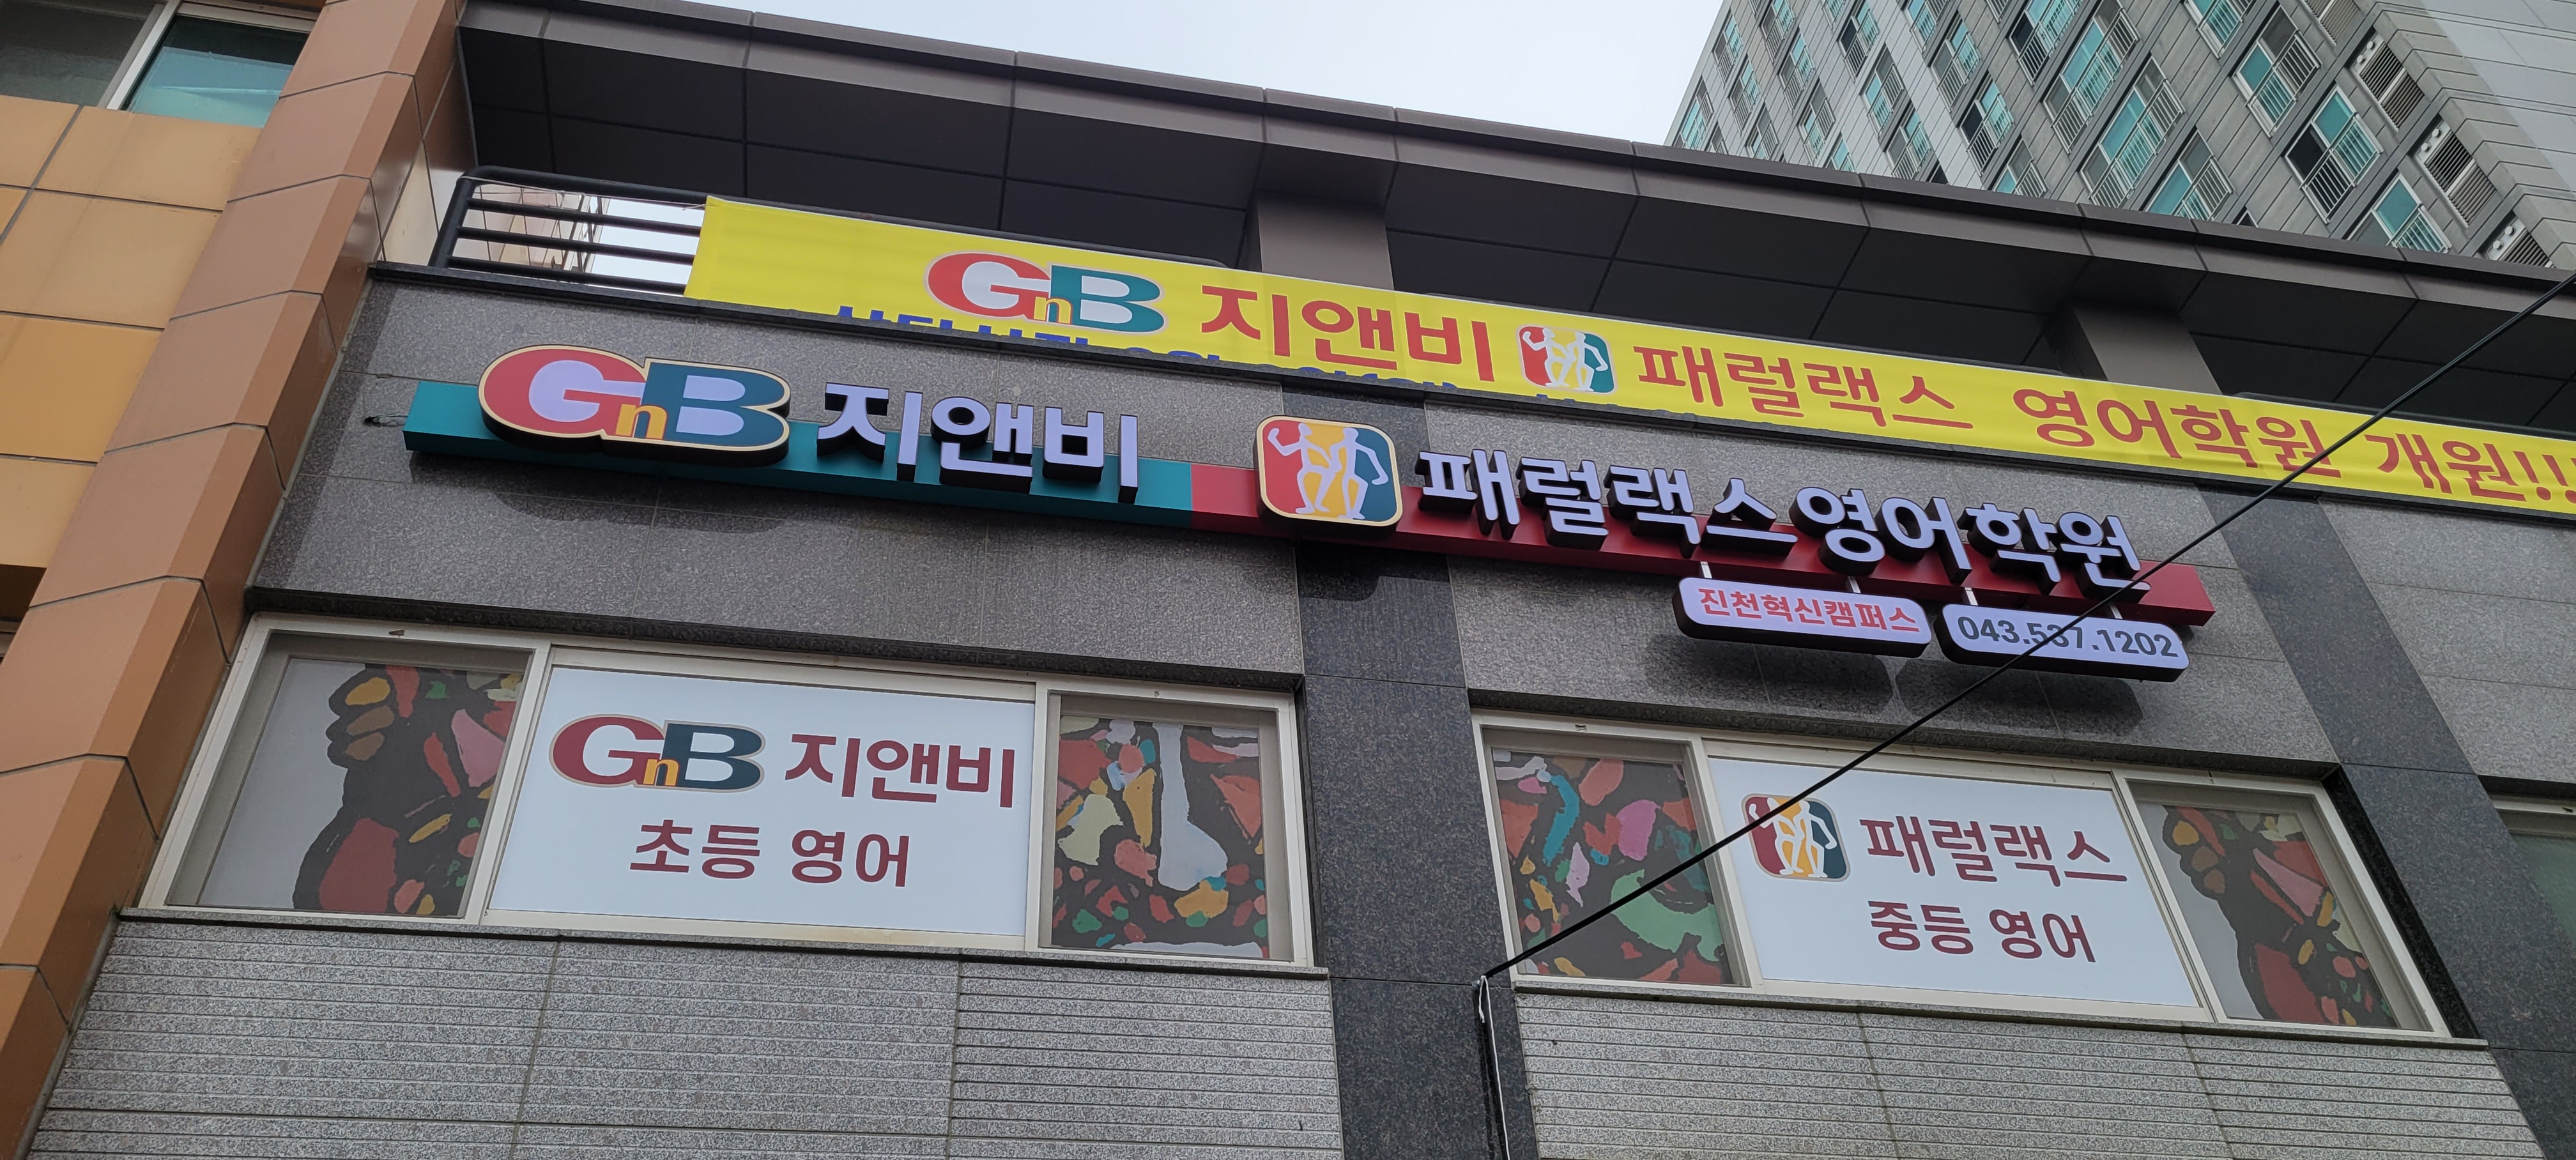 GnB 지앤비 패럴랙스 영어학원 개원!!!
GnB 지앤비 패럴랙스영어학원
진천혁신캠퍼스 043.537.1202
GnB 지앤비
초등 영어
패럴랙스
중등 영어